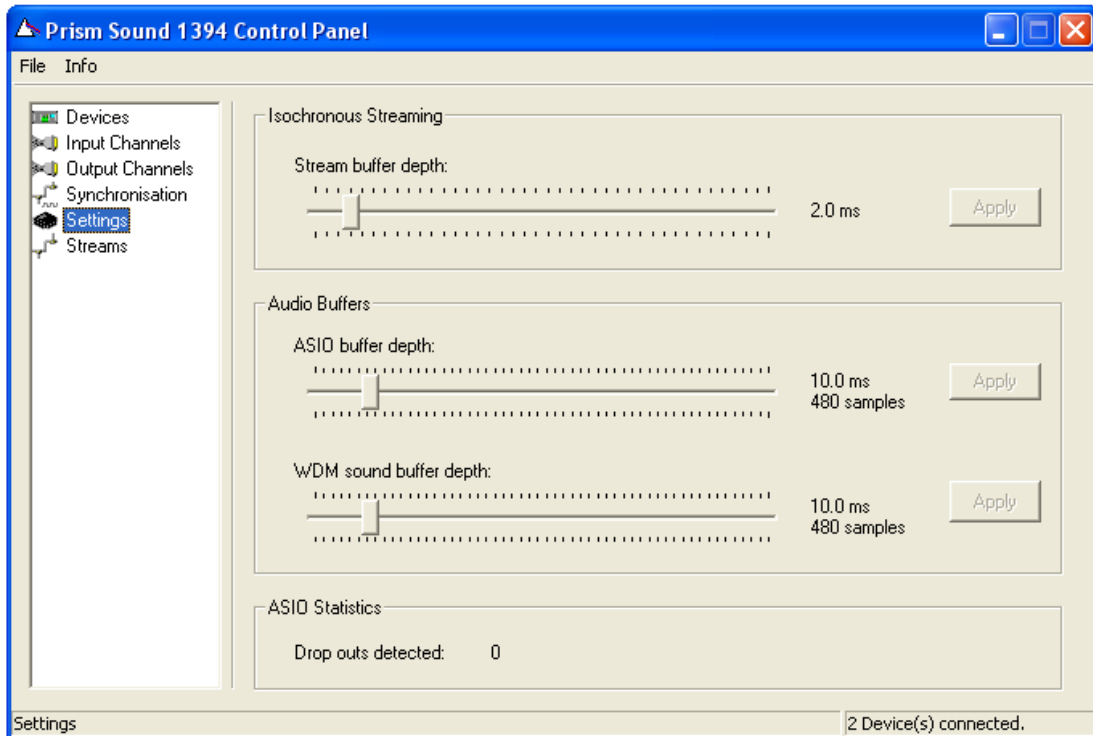 Prism Sound 1394 Control Panel
File Info
Devices
Input Channels
Output Channels
Synchronisation
Settings
Streams
Isochronous Streaming
Stream buffer depth:
2.0 ms
Apply
Audio Buffers
ASIO buffer depth:
10.0 ms
480 samples
Apply
WDM sound buffer depth:
10.0 ms
480 samples
Apply
ASIO Statistics
Drop outs detected: 0
Settings
2 Device(s) connected.